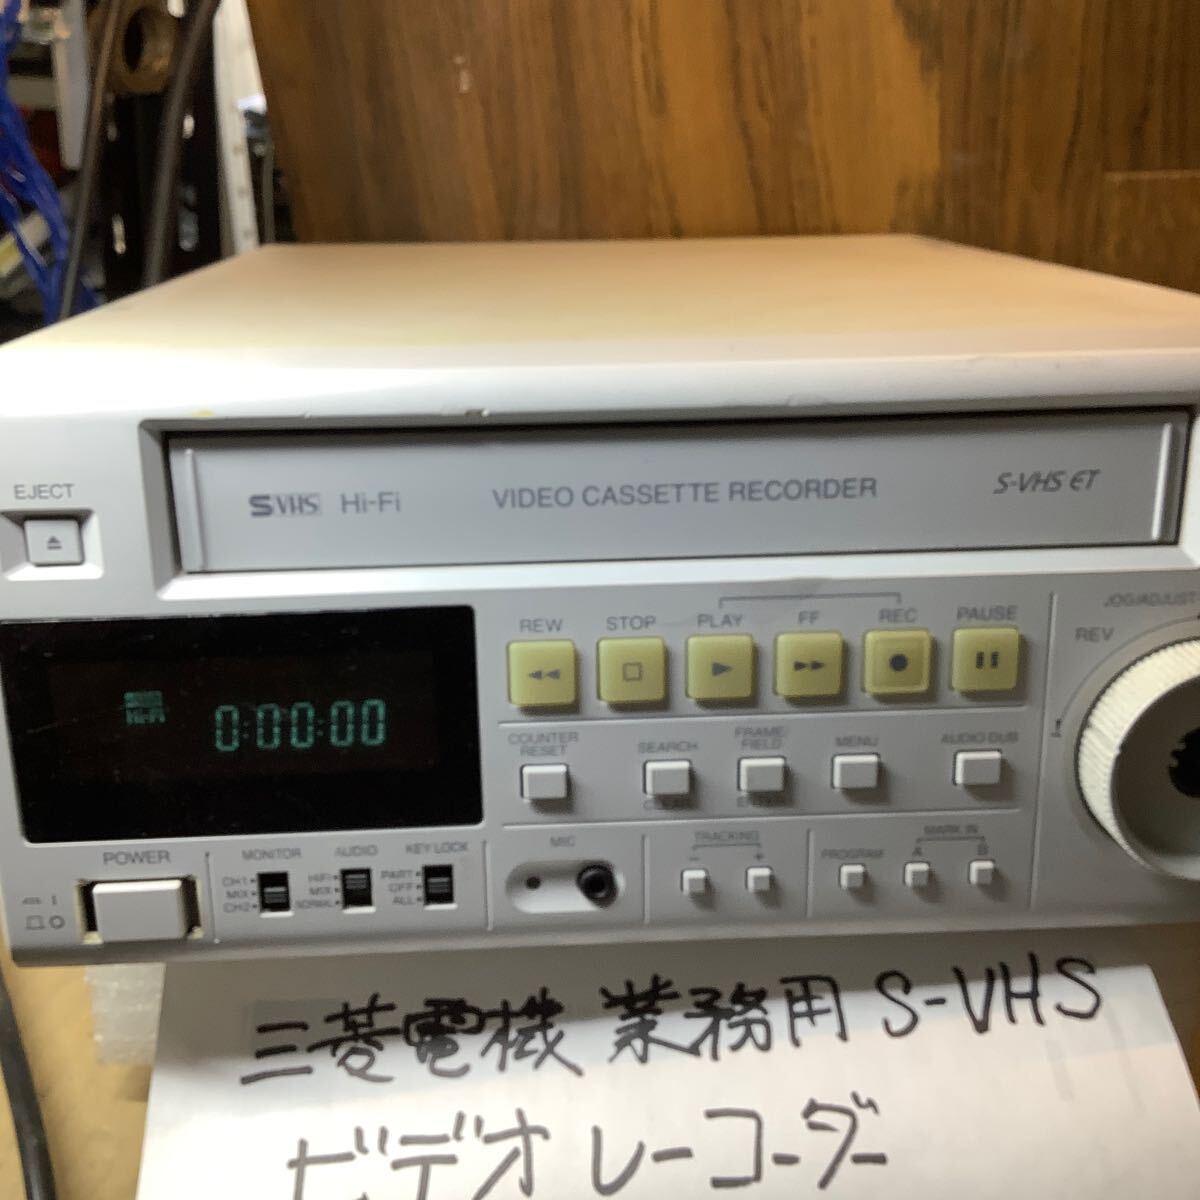 EJECT
S VHS Hi-Fi VIDEO CASSETTE RECORDER S-VHS ET
REW STOP PLAY FF REC PAUSE
JOG/ADJUST
REV
Hi-Fi
0:00:00
COUNTER RESET SEARCH FRAME/FIELD MENU AUDIO DUB
CLEAR ENTER
POWER MONITOR AUDIO KEY LOCK
CH1 MIX CH2
HiFi MIX NORMAL
PART OFF ALL
MIC TRACKING - +
PROGRAM MARK IN A B
三菱電機 業務用 S-VHS
ビデオレコーダー